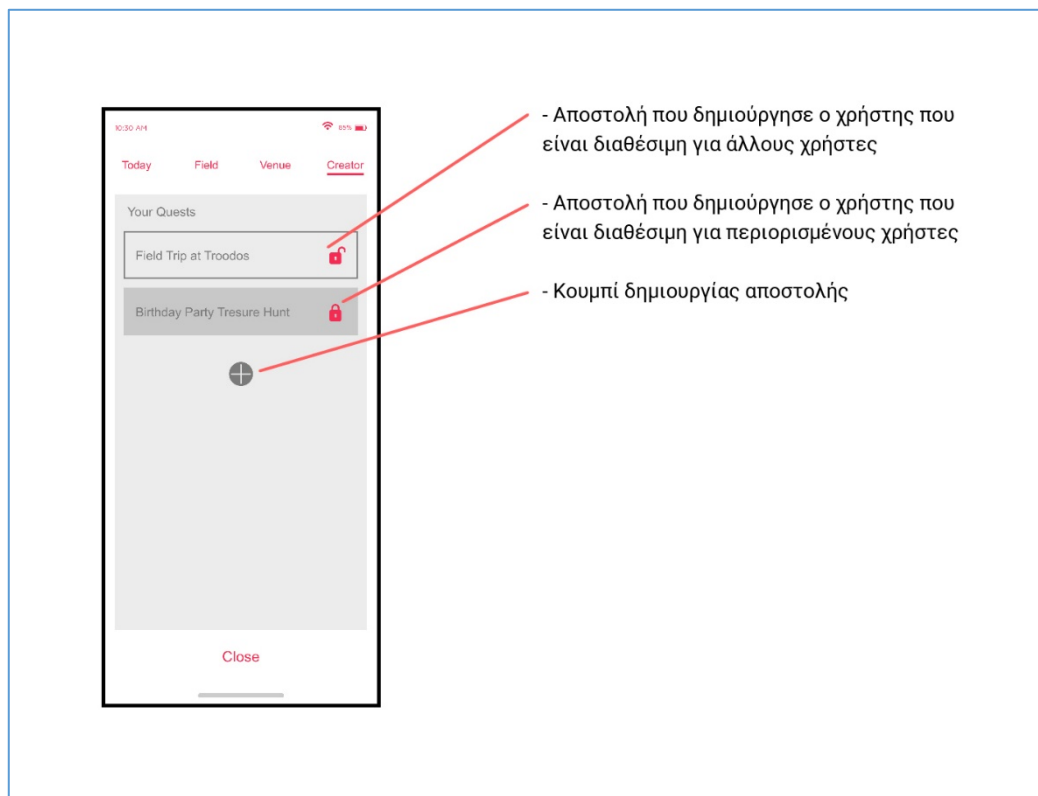 10:30 AM 85%
Today Field Venue Creator
Your Quests
Field Trip at Troodos
Birthday Party Tresure Hunt
Close
- Αποστολή που δημιούργησε ο χρήστης που
είναι διαθέσιμη για άλλους χρήστες
- Αποστολή που δημιούργησε ο χρήστης που
είναι διαθέσιμη για περιορισμένους χρήστες
- Κουμπί δημιουργίας αποστολής